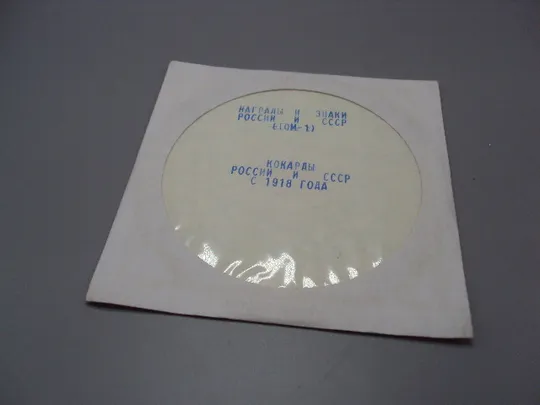 НАГРАДЫ И ЗНАКИ
РОССИИ И СССР
КОКАРДЫ
РОССИИ И СССР
С 1918 ГОДА